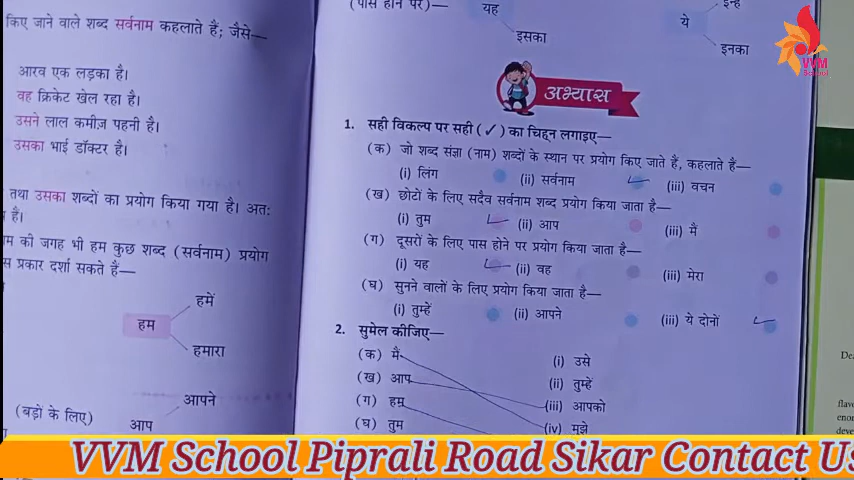 किए जाने वाले शब्द सर्वनाम कहलाते हैं; जैसे—
आरव एक लड़का है।
वह क्रिकेट खेल रहा है।
उसने लाल कमीज़ पहनी है।
उसका भाई डॉक्टर है।
तथा उसका शब्दों का प्रयोग किया गया है। अतः
है।
की जगह भी हम कुछ शब्द (सर्वनाम) प्रयोग
प्रकार दर्शा सकते हैं—
हमें
हम
हमारा
आपने
(बड़ों के लिए)
आप
(पास होने पर)—
यह
इसका
इन्हें
ये
इनका
VVM
School
अभ्यास
1. सही विकल्प पर सही (✓) का चिह्न लगाइए—
(क) जो शब्द संज्ञा (नाम) शब्दों के स्थान पर प्रयोग किए जाते हैं, कहलाते हैं—
(i) लिंग (ii) सर्वनाम ✓ (iii) वचन
(ख) छोटों के लिए सदैव सर्वनाम शब्द प्रयोग किया जाता है—
(i) तुम ✓ (ii) आप (iii) मैं
(ग) दूसरों के लिए पास होने पर प्रयोग किया जाता है—
(i) यह ✓ (ii) वह (iii) मेरा
(घ) सुनने वालों के लिए प्रयोग किया जाता है—
(i) तुम्हें (ii) आपने (iii) ये दोनों ✓
2. सुमेल कीजिए—
(क) मैं (i) उसे
(ख) आप (ii) तुम्हें
(ग) हम (iii) आपको
(घ) तुम (iv) मुझे
VVM School Piprali Road Sikar Contact Us